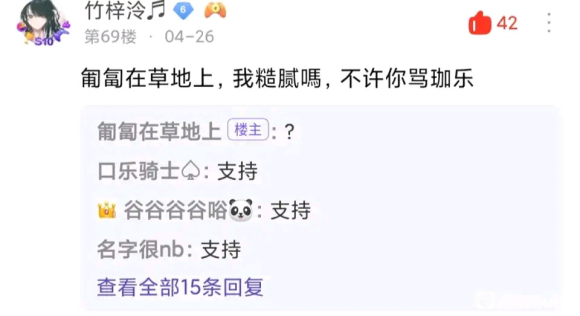 竹梓泠♬ 6
S10
第69楼 · 04-26
42
匍匐在草地上，我糙腻嗎，不许你骂珈乐
匍匐在草地上 楼主：？
口乐骑士♤：支持
谷谷谷谷哈🐼：支持
名字很nb：支持
查看全部15条回复